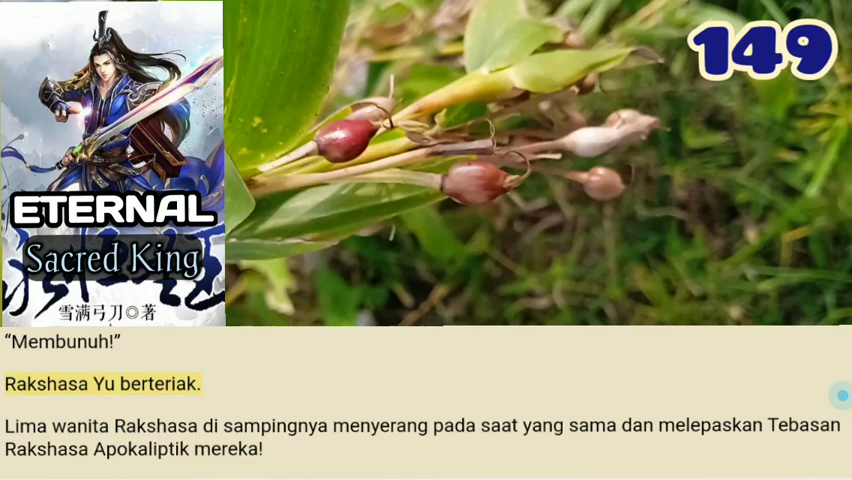 149
ETERNAL
Sacred King
雪满弓刀◎著
“Membunuh!”
Rakshasa Yu berteriak.
Lima wanita Rakshasa di sampingnya menyerang pada saat yang sama dan melepaskan Tebasan
Rakshasa Apokaliptik mereka!